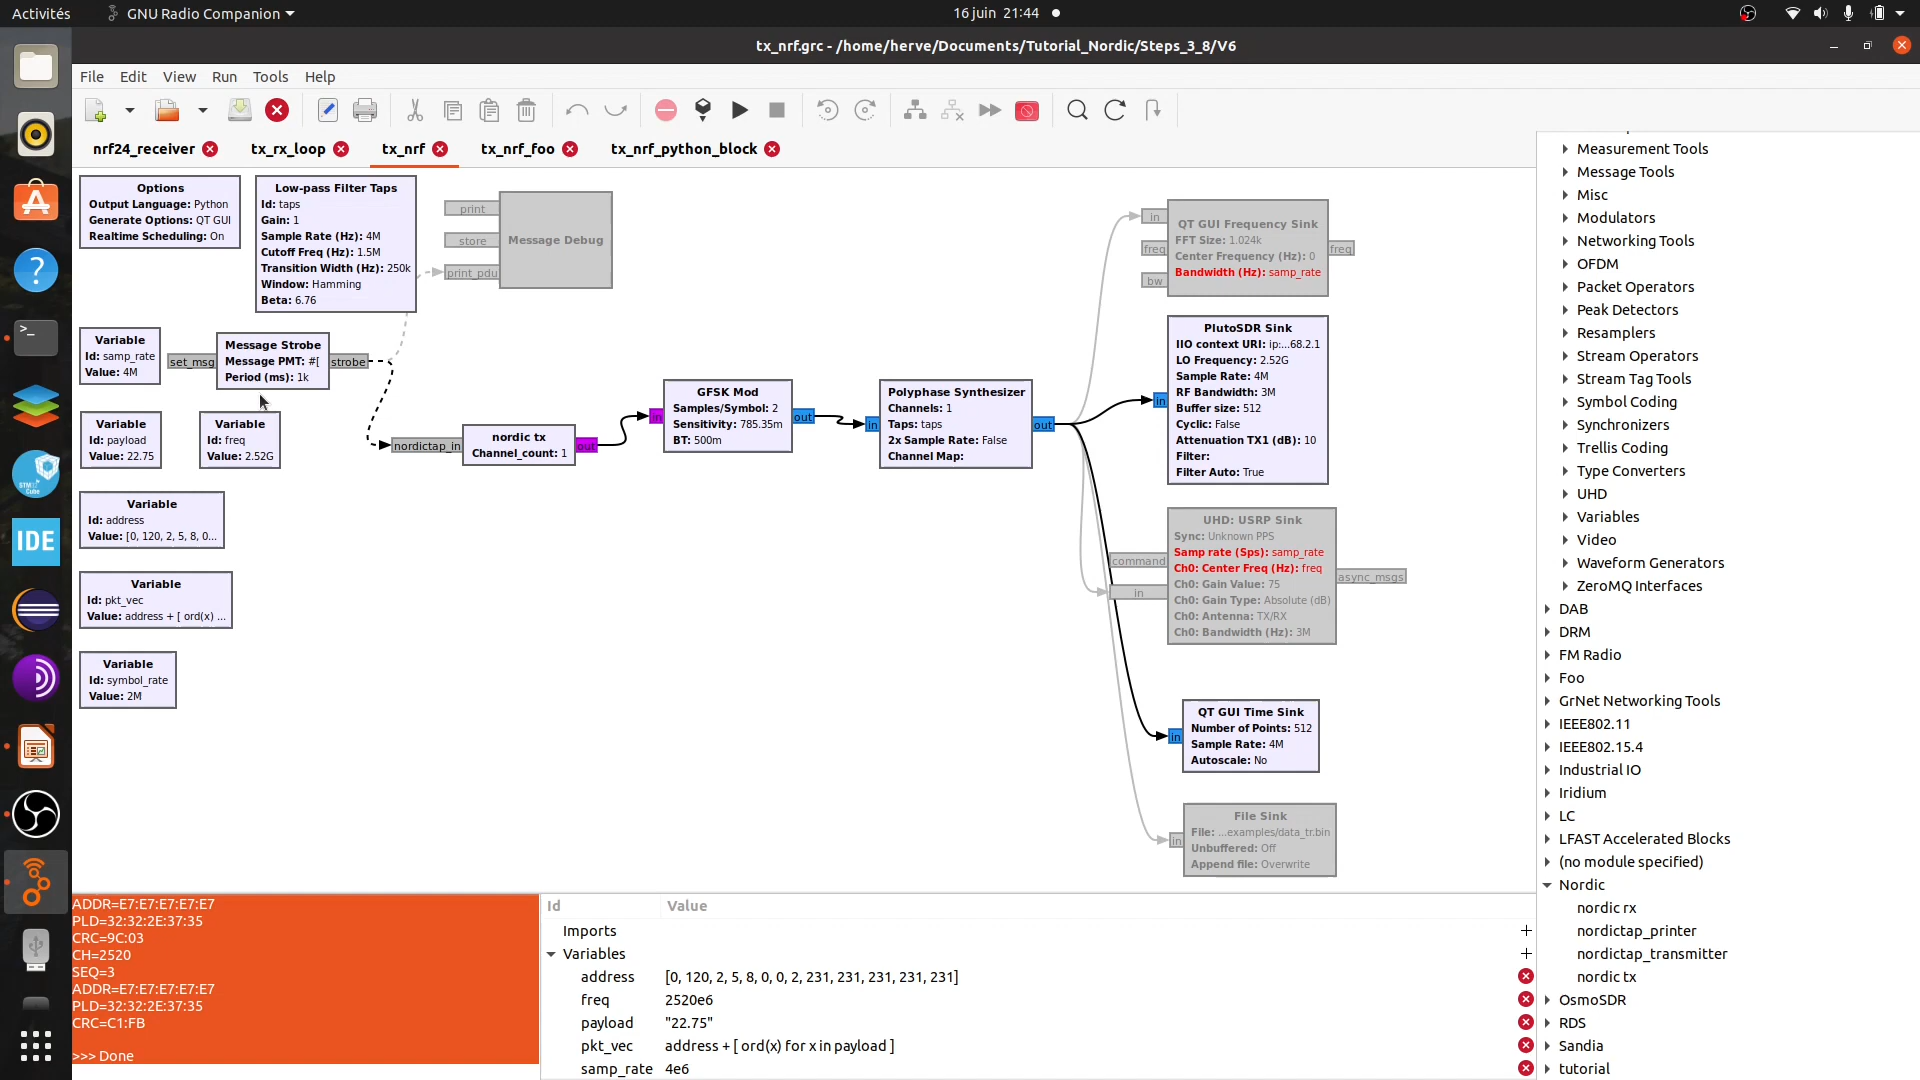 Activités
GNU Radio Companion
16 juin 21:44
tx_nrf.grc - /home/herve/Documents/Tutorial_Nordic/Steps_3_8/V6
File Edit View Run Tools Help
nrf24_receiver
tx_rx_loop
tx_nrf
tx_nrf_foo
tx_nrf_python_block
Options
Output Language: Python
Generate Options: QT GUI
Realtime Scheduling: On
Low-pass Filter Taps
Id: taps
Gain: 1
Sample Rate (Hz): 4M
Cutoff Freq (Hz): 1.5M
Transition Width (Hz): 250k
Window: Hamming
Beta: 6.76
print
store
print_pdu
Message Debug
Variable
Id: samp_rate
Value: 4M
set_msg
Message Strobe
Message PMT: #[
Period (ms): 1k
strobe
Variable
Id: payload
Value: 22.75
Variable
Id: freq
Value: 2.52G
Variable
Id: address
Value: [0, 120, 2, 5, 8, 0...
Variable
Id: pkt_vec
Value: address + [ ord(x) ...
Variable
Id: symbol_rate
Value: 2M
nordictap_in
nordic tx
Channel_count: 1
out
in
GFSK Mod
Samples/Symbol: 2
Sensitivity: 785.35m
BT: 500m
out
in
Polyphase Synthesizer
Channels: 1
Taps: taps
2x Sample Rate: False
Channel Map:
out
in
freq
bw
QT GUI Frequency Sink
FFT Size: 1.024k
Center Frequency (Hz): 0
Bandwidth (Hz): samp_rate
freq
in
PlutoSDR Sink
IIO context URI: ip:...68.2.1
LO Frequency: 2.52G
Sample Rate: 4M
RF Bandwidth: 3M
Buffer size: 512
Cyclic: False
Attenuation TX1 (dB): 10
Filter:
Filter Auto: True
command
in
UHD: USRP Sink
Sync: Unknown PPS
Samp rate (Sps): samp_rate
Ch0: Center Freq (Hz): freq
Ch0: Gain Value: 75
Ch0: Gain Type: Absolute (dB)
Ch0: Antenna: TX/RX
Ch0: Bandwidth (Hz): 3M
async_msgs
in
QT GUI Time Sink
Number of Points: 512
Sample Rate: 4M
Autoscale: No
in
File Sink
File: ...examples/data_tr.bin
Unbuffered: Off
Append file: Overwrite
Measurement Tools
Message Tools
Misc
Modulators
Networking Tools
OFDM
Packet Operators
Peak Detectors
Resamplers
Stream Operators
Stream Tag Tools
Symbol Coding
Synchronizers
Trellis Coding
Type Converters
UHD
Variables
Video
Waveform Generators
ZeroMQ Interfaces
DAB
DRM
FM Radio
Foo
GrNet Networking Tools
IEEE802.11
IEEE802.15.4
Industrial IO
Iridium
LC
LFAST Accelerated Blocks
(no module specified)
Nordic
nordic rx
nordictap_printer
nordictap_transmitter
nordic tx
OsmoSDR
RDS
Sandia
tutorial
ADDR=E7:E7:E7:E7:E7
PLD=32:32:2E:37:35
CRC=9C:03
CH=2520
SEQ=3
ADDR=E7:E7:E7:E7:E7
PLD=32:32:2E:37:35
CRC=C1:FB
>>> Done
Id Value
Imports
Variables
address [0, 120, 2, 5, 8, 0, 0, 2, 231, 231, 231, 231, 231]
freq 2520e6
payload "22.75"
pkt_vec address + [ ord(x) for x in payload ]
samp_rate 4e6
STM32
Cube
IDE